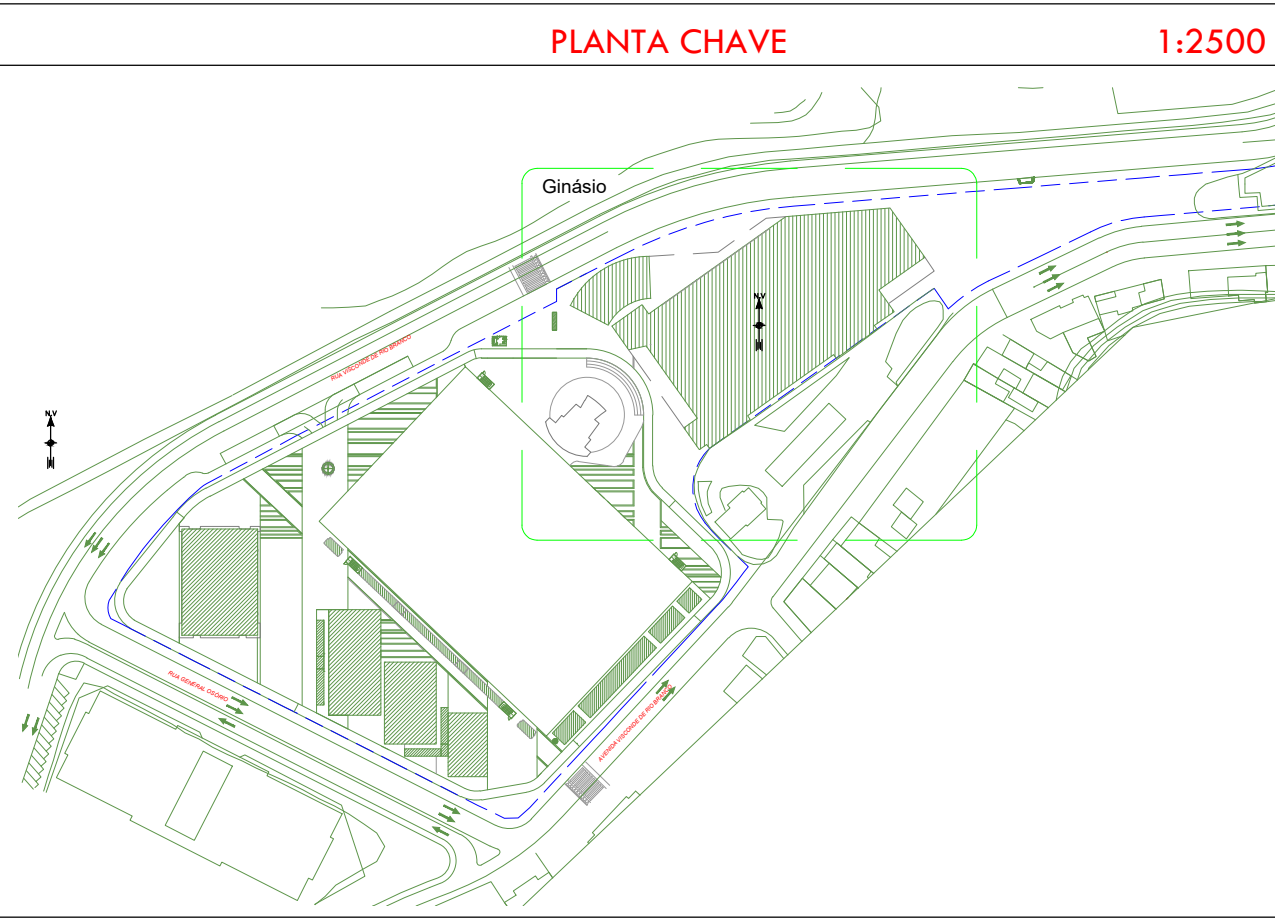 PLANTA CHAVE 1:2500
Ginásio
N.V
RUA VISCONDE DE RIO BRANCO
N.V
RUA GENERAL OSÓRIO
AVENIDA VISCONDE DE RIO BRANCO